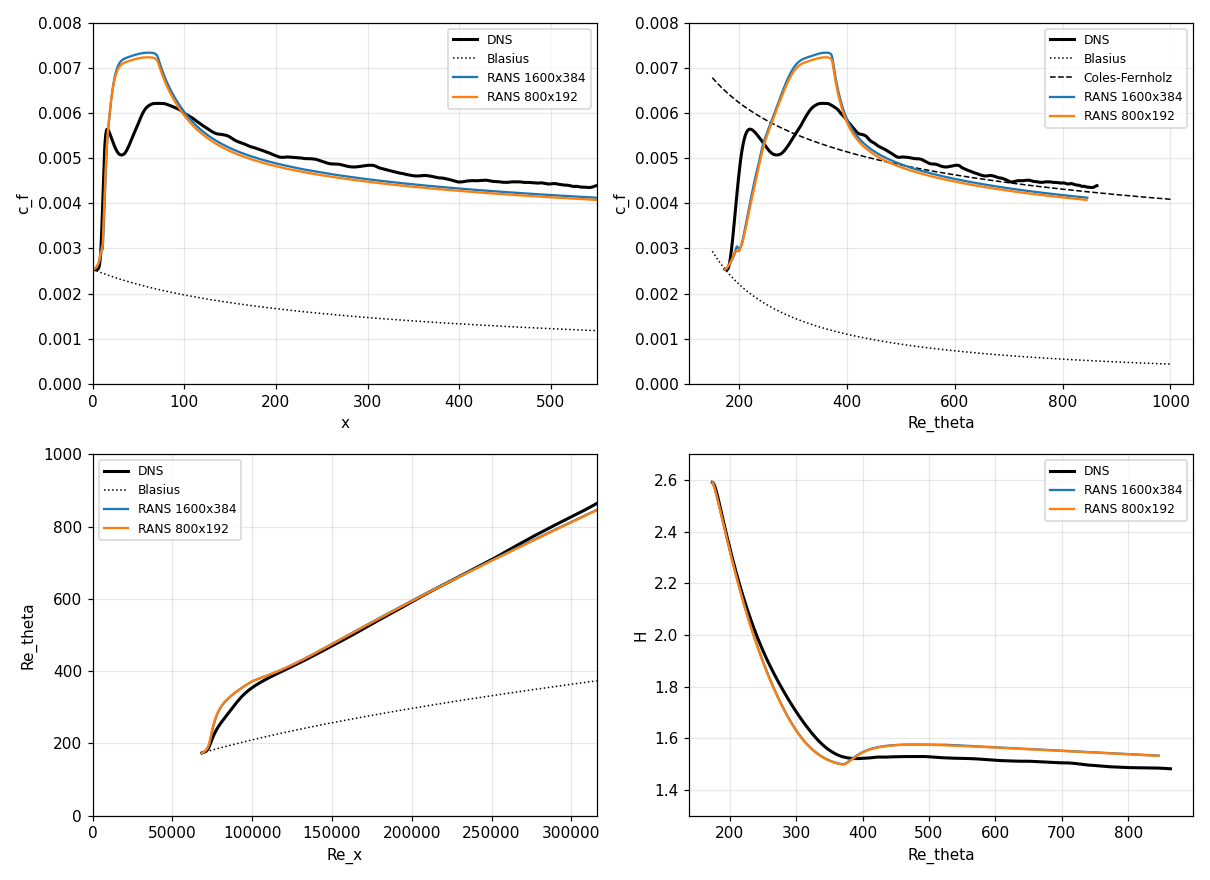 0.008
0.007
0.006
0.005
0.004
0.003
0.002
0.001
0.000
c_f
0 100 200 300 400 500
x
DNS
Blasius
RANS 1600x384
RANS 800x192
0.008
0.007
0.006
0.005
0.004
0.003
0.002
0.001
0.000
c_f
200 400 600 800 1000
Re_theta
DNS
Blasius
Coles-Fernholz
RANS 1600x384
RANS 800x192
1000
800
600
400
200
0
Re_theta
0 50000 100000 150000 200000 250000 300000
Re_x
DNS
Blasius
RANS 1600x384
RANS 800x192
2.6
2.4
2.2
2.0
1.8
1.6
1.4
H
200 300 400 500 600 700 800
Re_theta
DNS
RANS 1600x384
RANS 800x192